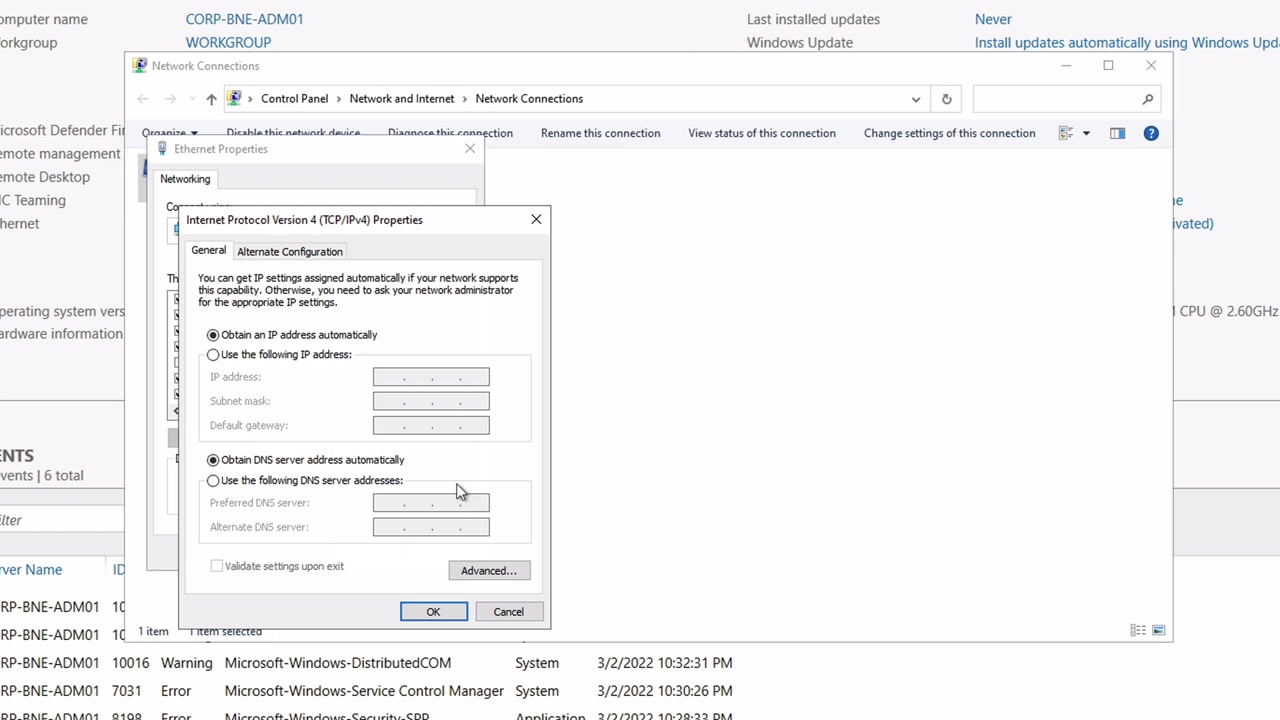 omputer name CORP-BNE-ADM01 Last installed updates Never
orkgroup WORKGROUP Windows Update Install updates automatically using Windows Upda
Network Connections
Control Panel > Network and Internet > Network Connections
Organize Disable this network device Diagnose this connection Rename this connection View status of this connection Change settings of this connection
icrosoft Defender Fir
emote management
emote Desktop
IC Teaming
hernet
ne
ivated)
perating system vers
ardware information
M CPU @ 2.60GHz
Ethernet Properties
Networking
Connect using:
Th
Internet Protocol Version 4 (TCP/IPv4) Properties
General Alternate Configuration
You can get IP settings assigned automatically if your network supports
this capability. Otherwise, you need to ask your network administrator
for the appropriate IP settings.
Obtain an IP address automatically
Use the following IP address:
IP address: . . .
Subnet mask: . . .
Default gateway: . . .
Obtain DNS server address automatically
Use the following DNS server addresses:
Preferred DNS server: . . .
Alternate DNS server: . . .
Validate settings upon exit
Advanced...
OK Cancel
1 item 1 item selected
ENTS
vents | 6 total
ilter
rver Name ID
RP-BNE-ADM01 10
RP-BNE-ADM01 10
RP-BNE-ADM01 10016 Warning Microsoft-Windows-DistributedCOM System 3/2/2022 10:32:31 PM
RP-BNE-ADM01 7031 Error Microsoft-Windows-Service Control Manager System 3/2/2022 10:30:26 PM
RP-BNE-ADM01 8198 Error Microsoft-Windows-Security-SPP Application 3/2/2022 10:28:33 PM